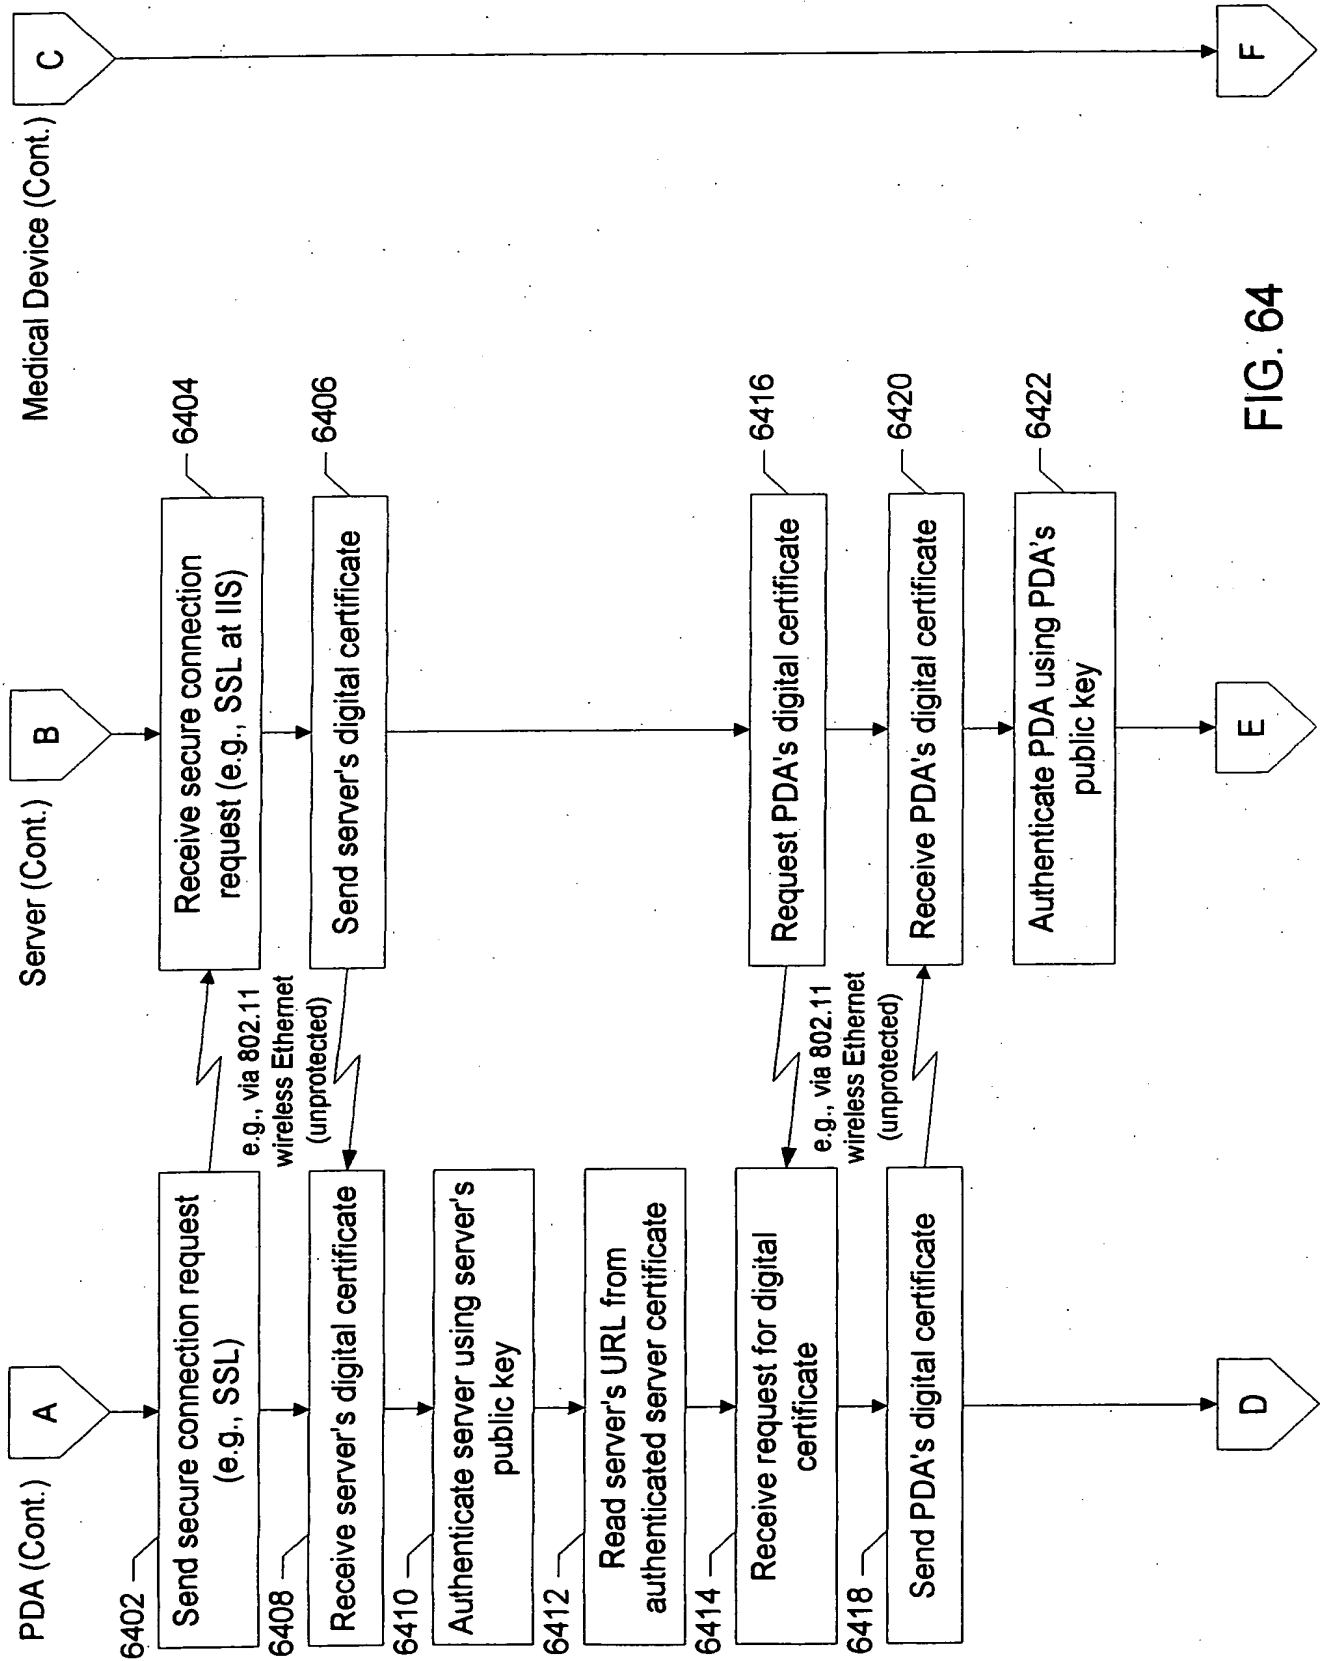 PDA (Cont.)
A
6402
Send secure connection request
(e.g., SSL)
6408
Receive server's digital certificate
6410
Authenticate server using server's
public key
6412
Read server's URL from
authenticated server certificate
6414
Receive request for digital
certificate
6418
Send PDA's digital certificate
D
e.g., via 802.11
wireless Ethernet
(unprotected)
e.g., via 802.11
wireless Ethernet
(unprotected)
Server (Cont.)
B
6404
Receive secure connection
request (e.g., SSL at IIS)
6406
Send server's digital certificate
6416
Request PDA's digital certificate
6420
Receive PDA's digital certificate
6422
Authenticate PDA using PDA's
public key
E
Medical Device (Cont.)
C
F
FIG. 64